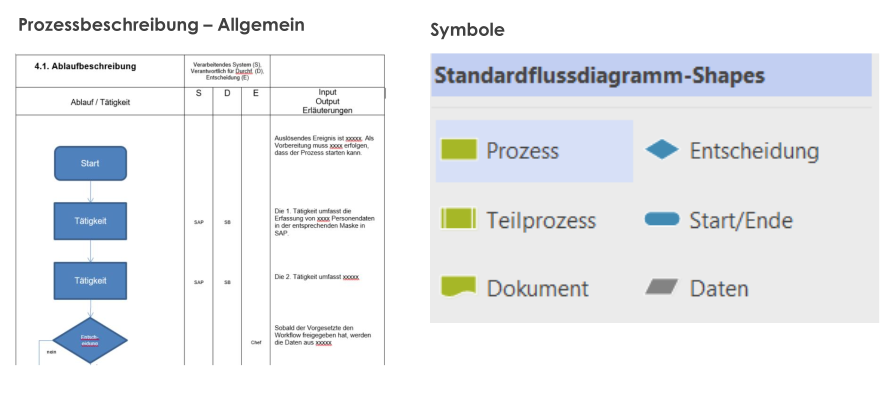 Prozessbeschreibung – Allgemein
4.1. Ablaufbeschreibung
Verarbeitendes System (S),
Verantwortlich für Durchf. (D),
Entscheidung (E)
Ablauf / Tätigkeit
S
D
E
Input
Output
Erläuterungen
Start
Auslösendes Ereignis ist xxxxx. Als
Vorbereitung muss xxxx erfolgen,
dass der Prozess starten kann.
Tätigkeit
SAP
SB
Die 1. Tätigkeit umfasst die
Erfassung von xxxx Personendaten
in der entsprechenden Maske in
SAP.
Tätigkeit
SAP
SB
Die 2. Tätigkeit umfasst xxxxx
Entsch-
eidung
nein
Chef
Sobald der Vorgesetzte den
Workflow freigegeben hat, werden
die Daten aus xxxxx
Symbole
Standardflussdiagramm-Shapes
Prozess
Entscheidung
Teilprozess
Start/Ende
Dokument
Daten